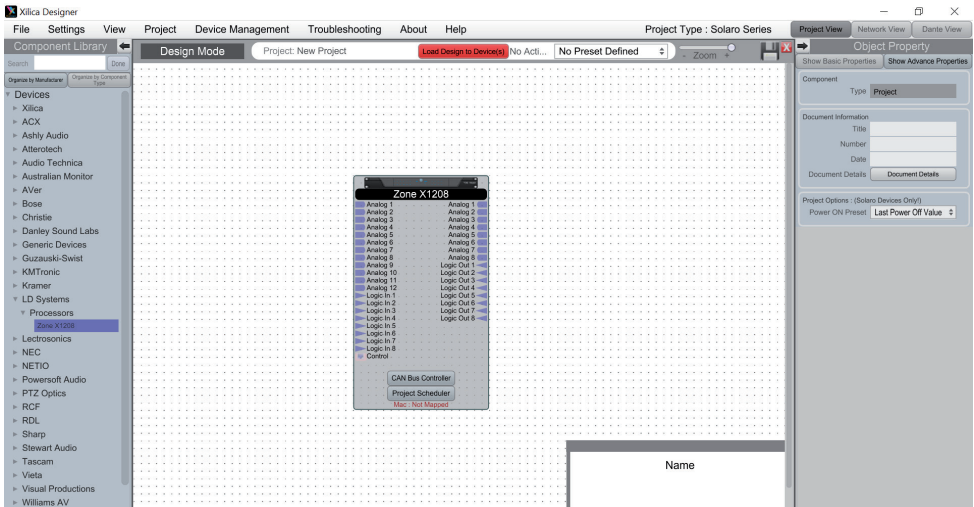 Xilica Designer
File Settings View Project Device Management Troubleshooting About Help Project Type : Solaro Series Project View Network View Dante View
Component Library Design Mode Project: New Project Load Design to Device(s) No Acti... No Preset Defined - Zoom + Object Property
Search Done Show Basic Properties Show Advance Properties
Organize by Manufacturer Organize by Component Type
Devices
Xilica
ACX
Ashly Audio
Atterotech
Audio Technica
Australian Monitor
AVer
Bose
Christie
Danley Sound Labs
Generic Devices
Guzauski-Swist
KMTronic
Kramer
LD Systems
Processors
Zone X1208
Lectrosonics
NEC
NETIO
Powersoft Audio
PTZ Optics
RCF
RDL
Sharp
Stewart Audio
Tascam
Vieta
Visual Productions
Williams AV
Zone X1208
Analog 1 Analog 1
Analog 2 Analog 2
Analog 3 Analog 3
Analog 4 Analog 4
Analog 5 Analog 5
Analog 6 Analog 6
Analog 7 Analog 7
Analog 8 Analog 8
Analog 9 Logic Out 1
Analog 10 Logic Out 2
Analog 11 Logic Out 3
Analog 12 Logic Out 4
Logic In 1 Logic Out 5
Logic In 2 Logic Out 6
Logic In 3 Logic Out 7
Logic In 4 Logic Out 8
Logic In 5
Logic In 6
Logic In 7
Logic In 8
Control
CAN Bus Controller
Project Scheduler
Mac : Not Mapped
Name
Component
Type Project
Document Information
Title
Number
Date
Document Details Document Details
Project Options : (Solaro Devices Only!)
Power ON Preset Last Power Off Value